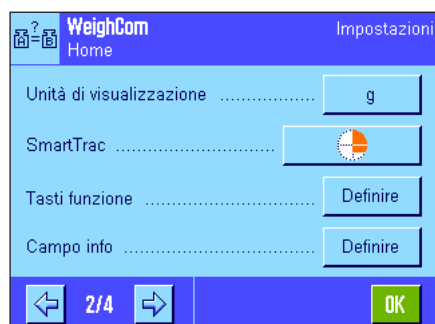 A ? = B WeighCom Impostazioni
Home
Unità di visualizzazione .................. g
SmartTrac ..............................
Tasti funzione ................................ Definire
Campo info .................................... Definire
2/4 OK